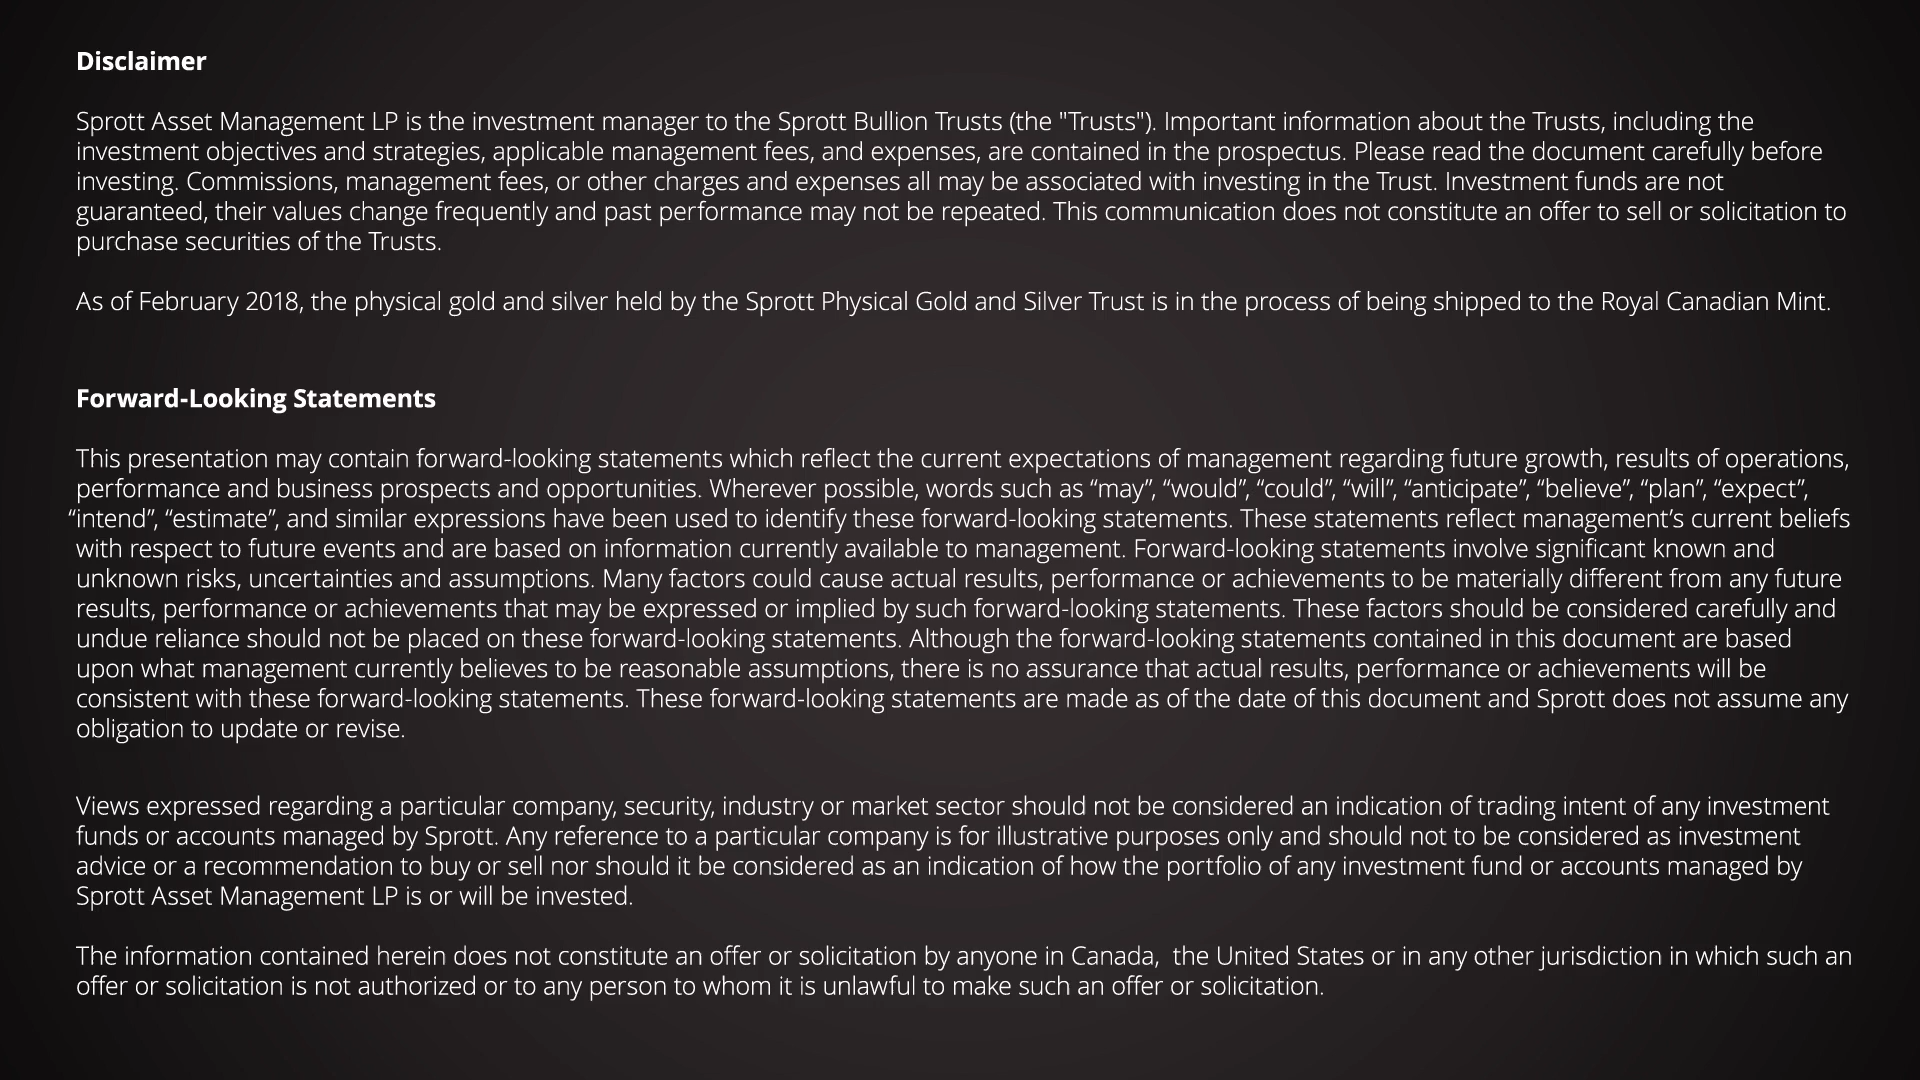 Disclaimer
Sprott Asset Management LP is the investment manager to the Sprott Bullion Trusts (the "Trusts"). Important information about the Trusts, including the
investment objectives and strategies, applicable management fees, and expenses, are contained in the prospectus. Please read the document carefully before
investing. Commissions, management fees, or other charges and expenses all may be associated with investing in the Trust. Investment funds are not
guaranteed, their values change frequently and past performance may not be repeated. This communication does not constitute an offer to sell or solicitation to
purchase securities of the Trusts.
As of February 2018, the physical gold and silver held by the Sprott Physical Gold and Silver Trust is in the process of being shipped to the Royal Canadian Mint.
Forward-Looking Statements
This presentation may contain forward-looking statements which reflect the current expectations of management regarding future growth, results of operations,
performance and business prospects and opportunities. Wherever possible, words such as “may”, “would”, “could”, “will”, “anticipate”, “believe”, “plan”, “expect”,
“intend”, “estimate”, and similar expressions have been used to identify these forward-looking statements. These statements reflect management’s current beliefs
with respect to future events and are based on information currently available to management. Forward-looking statements involve significant known and
unknown risks, uncertainties and assumptions. Many factors could cause actual results, performance or achievements to be materially different from any future
results, performance or achievements that may be expressed or implied by such forward-looking statements. These factors should be considered carefully and
undue reliance should not be placed on these forward-looking statements. Although the forward-looking statements contained in this document are based
upon what management currently believes to be reasonable assumptions, there is no assurance that actual results, performance or achievements will be
consistent with these forward-looking statements. These forward-looking statements are made as of the date of this document and Sprott does not assume any
obligation to update or revise.
Views expressed regarding a particular company, security, industry or market sector should not be considered an indication of trading intent of any investment
funds or accounts managed by Sprott. Any reference to a particular company is for illustrative purposes only and should not to be considered as investment
advice or a recommendation to buy or sell nor should it be considered as an indication of how the portfolio of any investment fund or accounts managed by
Sprott Asset Management LP is or will be invested.
The information contained herein does not constitute an offer or solicitation by anyone in Canada,  the United States or in any other jurisdiction in which such an
offer or solicitation is not authorized or to any person to whom it is unlawful to make such an offer or solicitation.